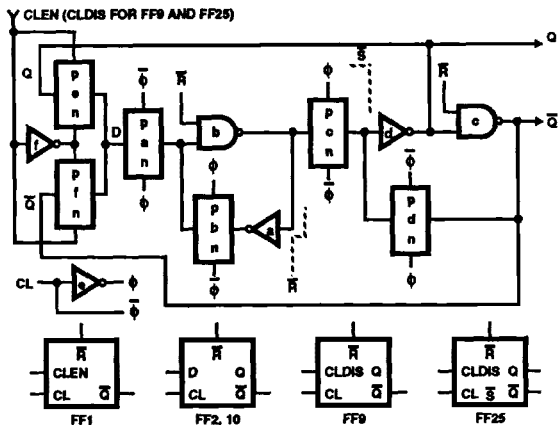 CLEN (CLDIS FOR FF9 AND FF25)
Q
Q
p
e
n
f
D
Q̅
p
f
n
Φ̅
p
a
n
Φ
R̅
b
Φ
p
b
n
Φ̅
a
R̅
Φ
p
c
n
Φ̅
S̅
d
R̅
c
Q̅
Φ̅
p
d
n
Φ
CL
e
Φ
Φ̅
R̅
CLEN
CL Q̅
FF1
R̅
D Q
CL Q̅
FF2, 10
R̅
CLDIS Q
CL Q̅
FF9
R̅
CLDIS Q
CL S̅ Q̅
FF25